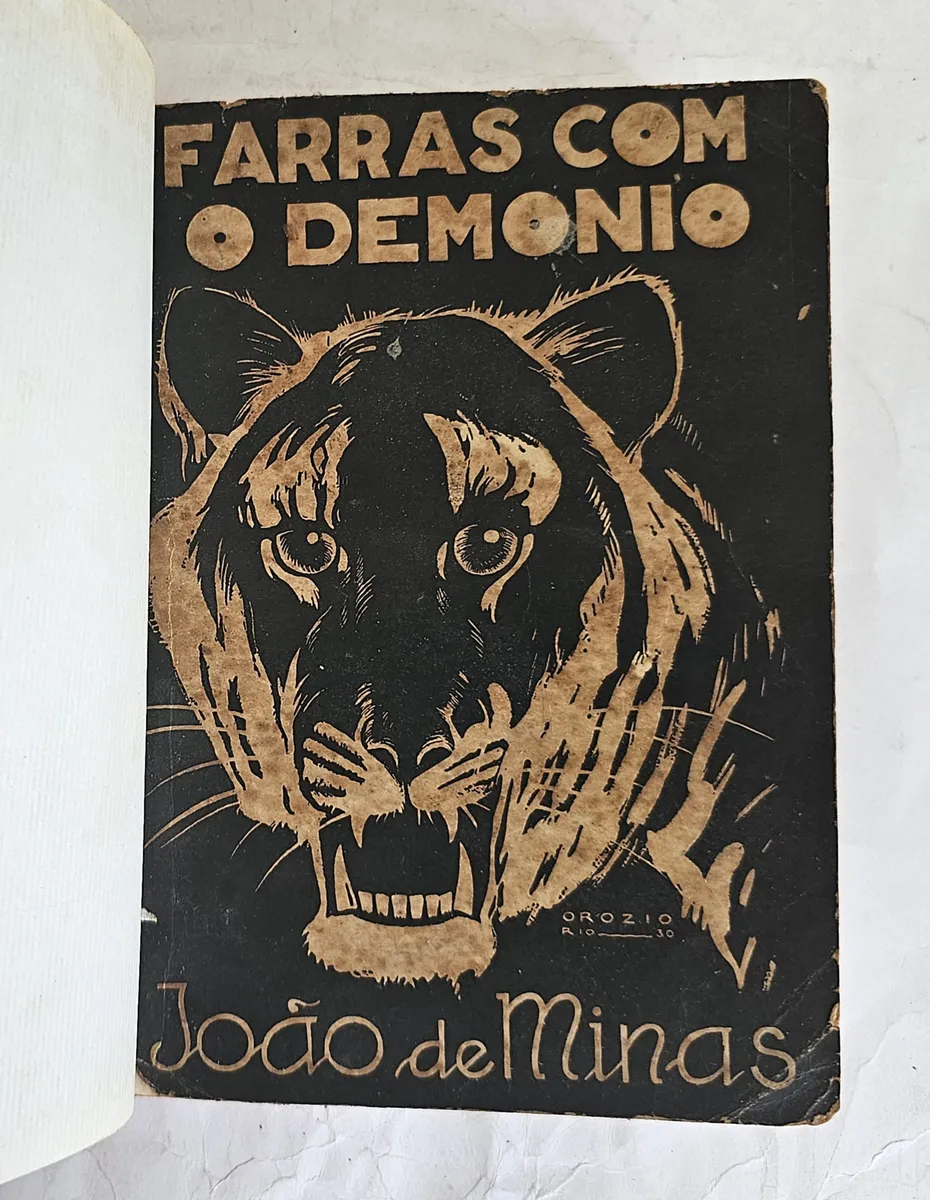 FARRAS COM
O DEMONIO
OROZIO
RIO 30
João de Minas